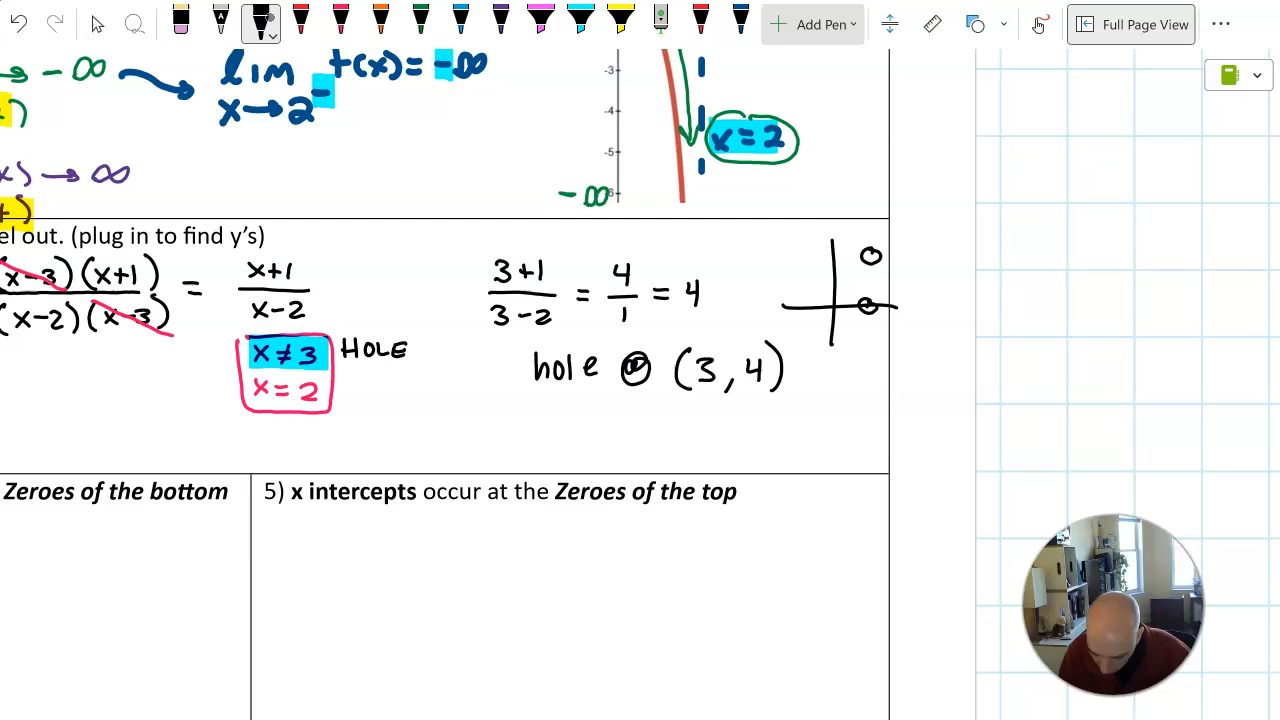 Add Pen
Full Page View
→ - ∞
lim f(x) = -∞
x→2⁻
-3
-4
x = 2
-5
- ∞
-6
x) → ∞
+)
el out. (plug in to find y's)
(x-3)(x+1) = x+1
(x-2)(x-3) x-2
3+1 = 4 = 4
3-2 1
x ≠ 3 HOLE
x = 2
hole @ (3, 4)
Zeroes of the bottom
5) x intercepts occur at the Zeroes of the top